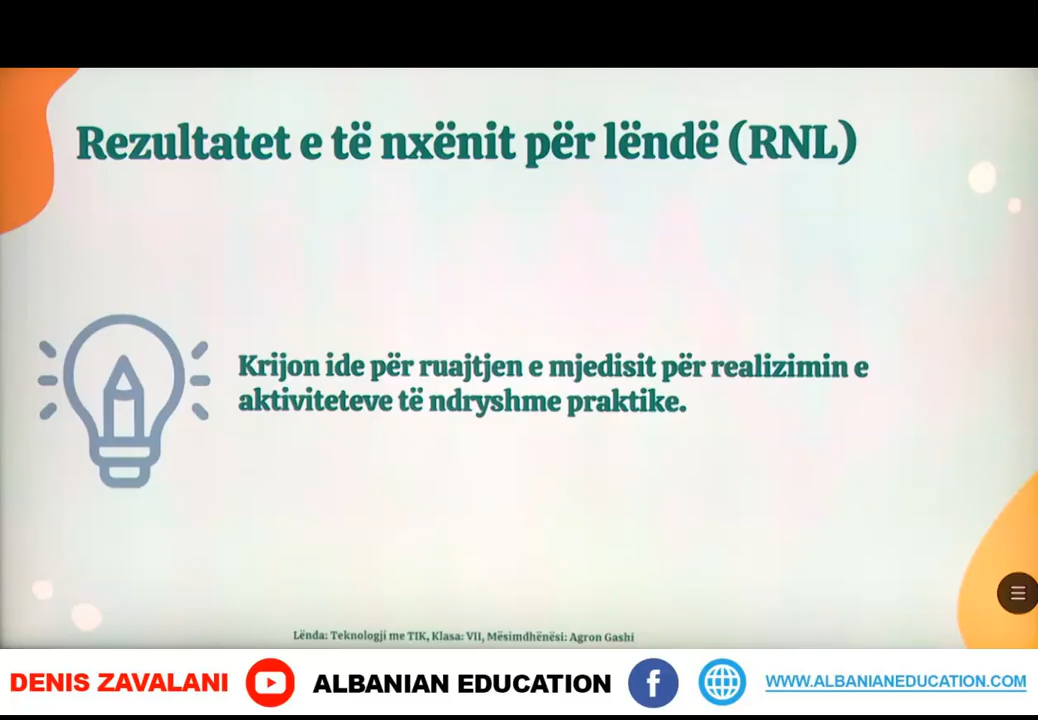 Rezultatet e të nxënit për lëndë (RNL)
Krijon ide për ruajtjen e mjedisit për realizimin e
aktiviteteve të ndryshme praktike.
Lënda: Teknologji me TIK, Klasa: VII, Mësimdhënësi: Agron Gashi
DENIS ZAVALANI ALBANIAN EDUCATION WWW.ALBANIANEDUCATION.COM